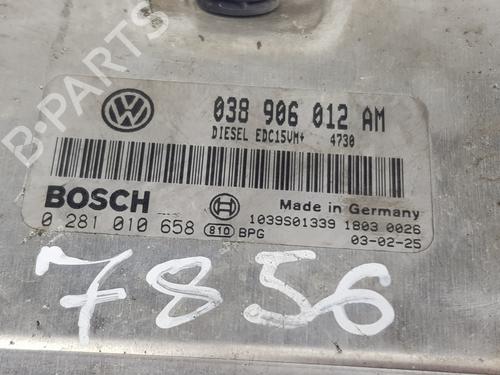 B-PARTS
038 906 012 AM
DIESEL EDC15VM+ 4730
BOSCH
Made in Germany
0 281 010 658 810 BPG
1039S01339 1803 0026
03-02-25
7856